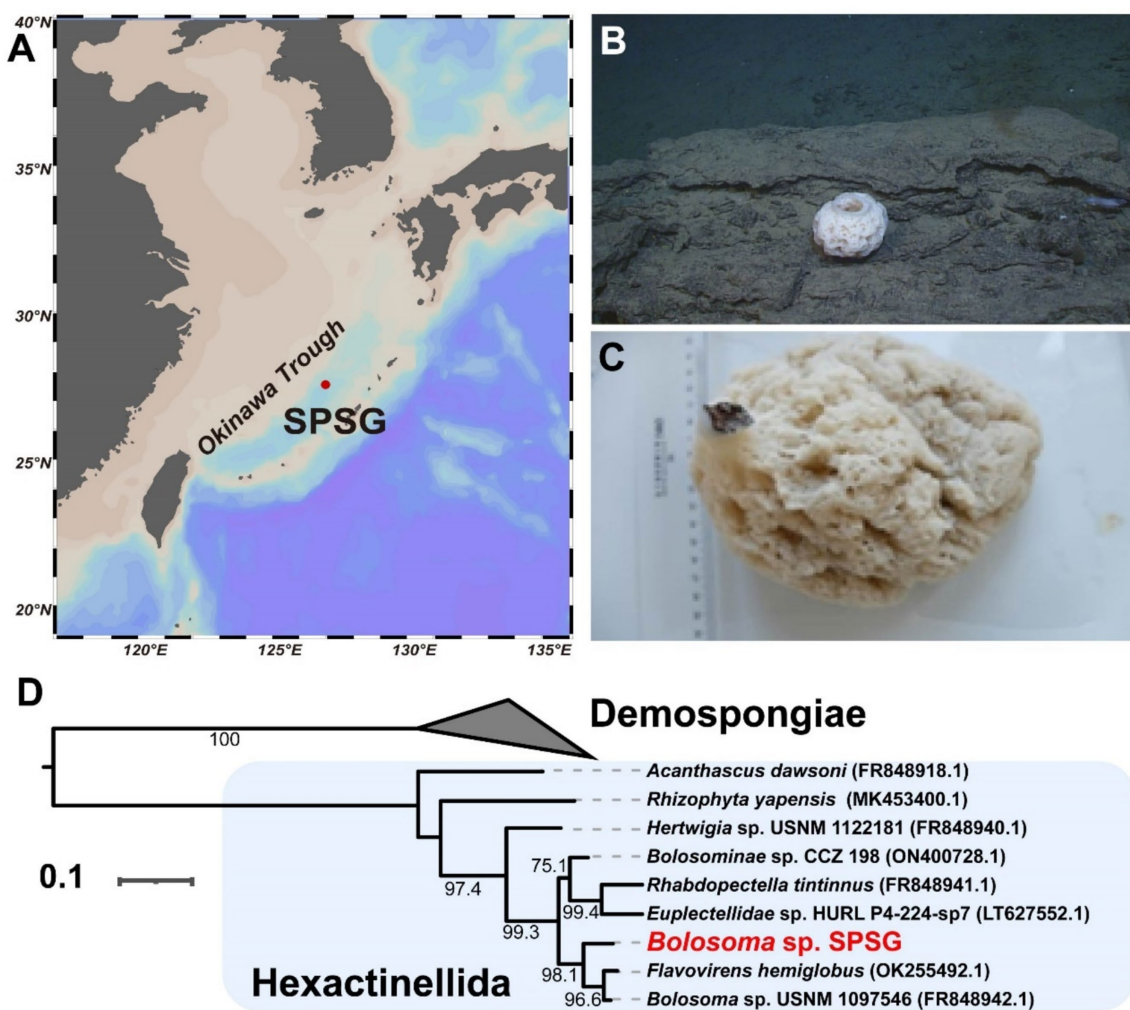 A
40°N
35°N
30°N
25°N
20°N
120°E
125°E
130°E
135°E
Okinawa Trough
SPSG
B
C
D
100
Demospongiae
Acanthascus dawsoni (FR848918.1)
Rhizophyta yapensis (MK453400.1)
Hertwigia sp. USNM 1122181 (FR848940.1)
Bolosominae sp. CCZ 198 (ON400728.1)
Rhabdopectella tintinnus (FR848941.1)
Euplectellidae sp. HURL P4-224-sp7 (LT627552.1)
Bolosoma sp. SPSG
Flavovirens hemiglobus (OK255492.1)
Bolosoma sp. USNM 1097546 (FR848942.1)
0.1
97.4
99.3
75.1
99.4
98.1
96.6
Hexactinellida